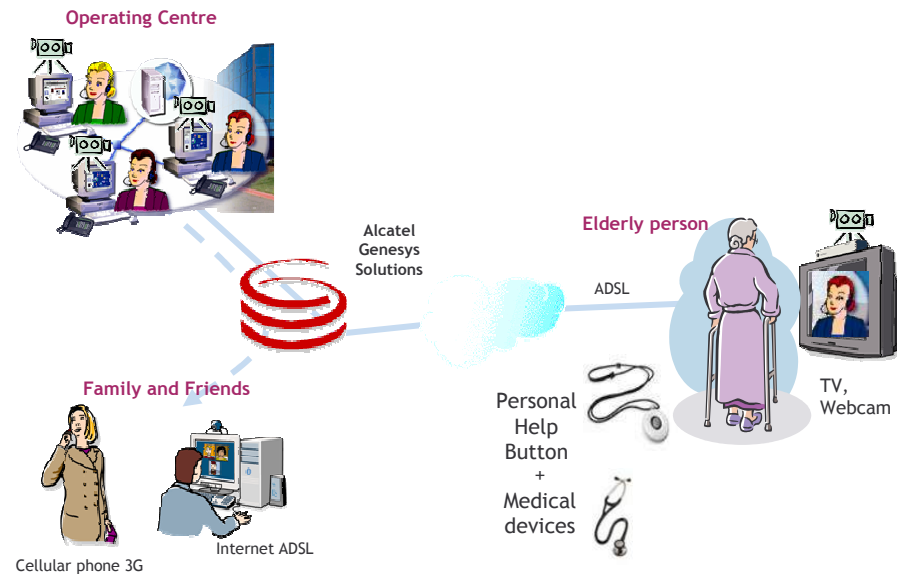 Operating Centre
Alcatel
Genesys
Solutions
Elderly person
ADSL
TV,
Webcam
Family and Friends
Personal
Help
Button
+
Medical
devices
Internet ADSL
Cellular phone 3G